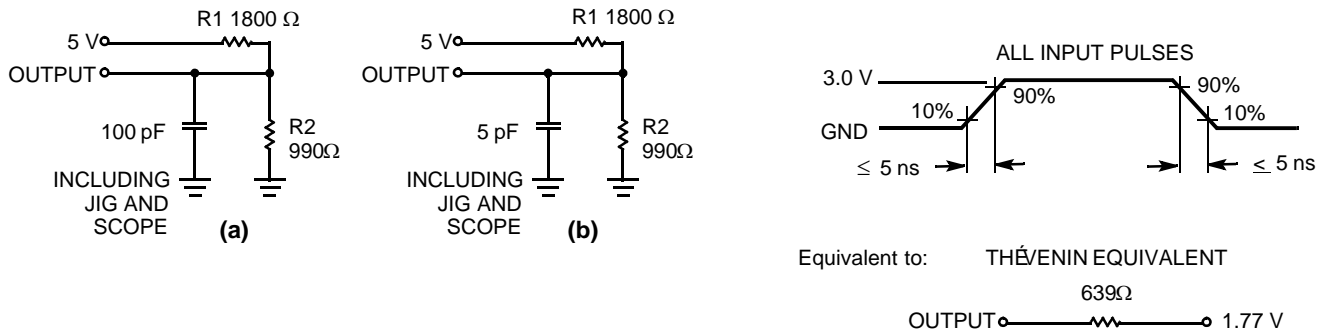 R1 1800 Ω
5 V
OUTPUT
100 pF
R2
990Ω
INCLUDING
JIG AND
SCOPE
(a)
R1 1800 Ω
5 V
OUTPUT
5 pF
R2
990Ω
INCLUDING
JIG AND
SCOPE
(b)
ALL INPUT PULSES
3.0 V
90%
90%
10%
10%
GND
≤ 5 ns
≤ 5 ns
Equivalent to: THÉVENIN EQUIVALENT
639Ω
OUTPUT 1.77 V